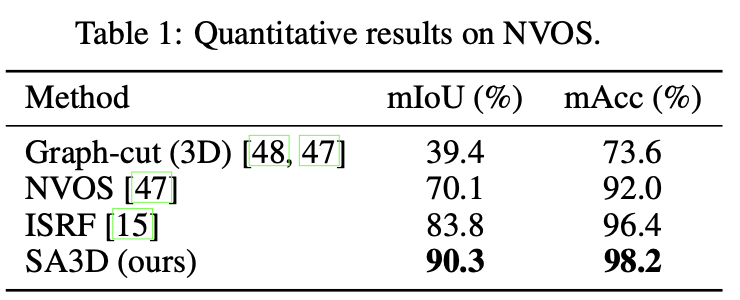 Table 1: Quantitative results on NVOS.
Method mIoU (%) mAcc (%)
Graph-cut (3D) [48, 47] 39.4 73.6
NVOS [47] 70.1 92.0
ISRF [15] 83.8 96.4
SA3D (ours) 90.3 98.2